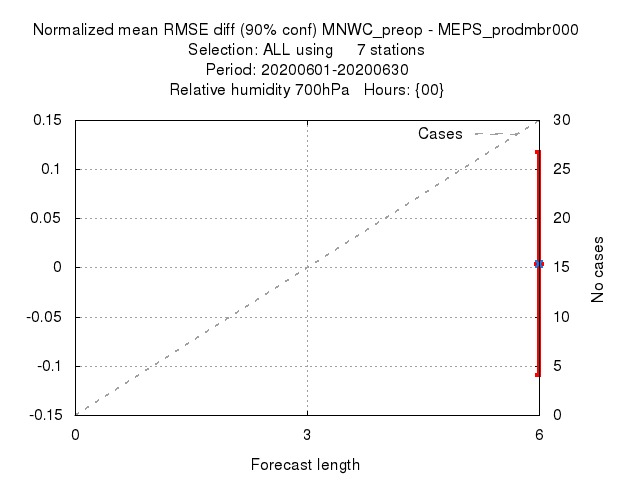 Normalized mean RMSE diff (90% conf) MNWC_preop - MEPS_prodmbr000
Selection: ALL using     7 stations
Period: 20200601-20200630
Relative humidity 700hPa   Hours: {00}
Cases
0.15
0.1
0.05
0
-0.05
-0.1
-0.15
30
25
20
15
10
5
0
No cases
0 3 6
Forecast length